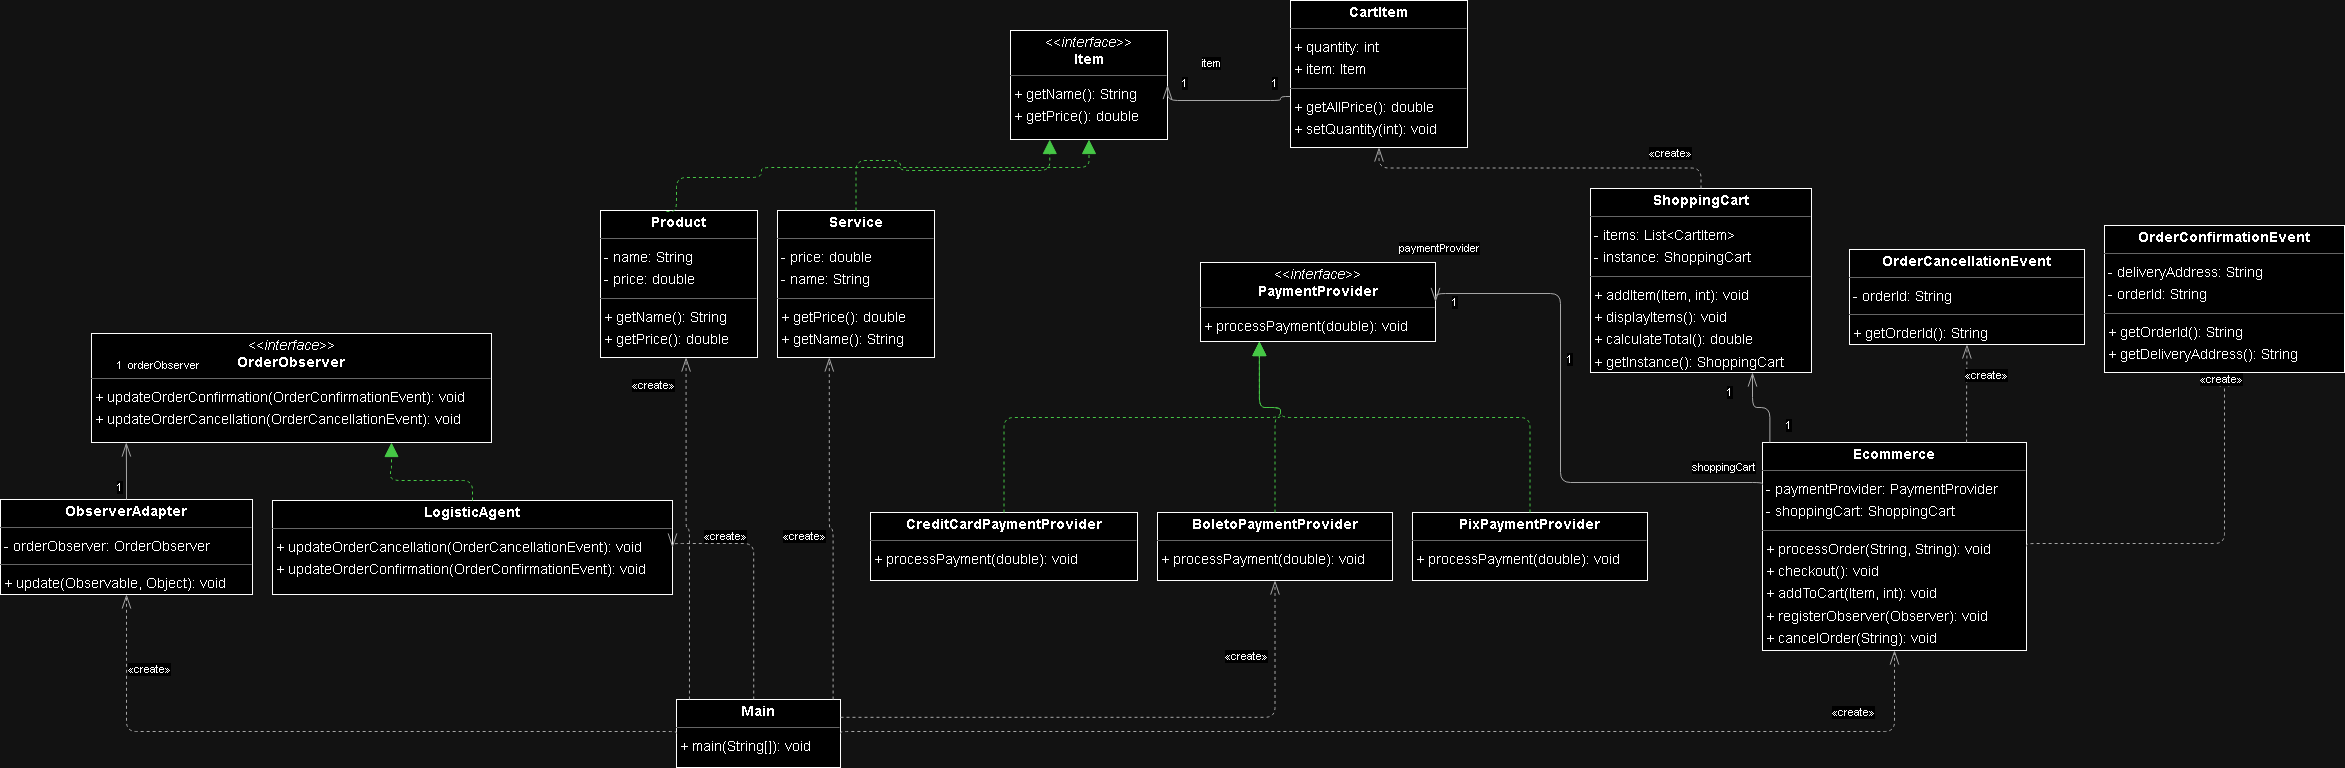 CartItem
+ quantity: int
+ item: Item
+ getAllPrice(): double
+ setQuantity(int): void
<<interface>>
Item
+ getName(): String
+ getPrice(): double
item
1
1
«create»
ShoppingCart
- items: List<CartItem>
- instance: ShoppingCart
+ addItem(Item, int): void
+ displayItems(): void
+ calculateTotal(): double
+ getInstance(): ShoppingCart
Product
- name: String
- price: double
+ getName(): String
+ getPrice(): double
Service
- price: double
- name: String
+ getPrice(): double
+ getName(): String
paymentProvider
<<interface>>
PaymentProvider
+ processPayment(double): void
1
1
OrderCancellationEvent
- orderId: String
+ getOrderId(): String
OrderConfirmationEvent
- deliveryAddress: String
- orderId: String
+ getOrderId(): String
+ getDeliveryAddress(): String
<<interface>>
OrderObserver
1 orderObserver
+ updateOrderConfirmation(OrderConfirmationEvent): void
+ updateOrderCancellation(OrderCancellationEvent): void
«create»
«create»
«create»
1
1
shoppingCart
Ecommerce
- paymentProvider: PaymentProvider
- shoppingCart: ShoppingCart
+ processOrder(String, String): void
+ checkout(): void
+ addToCart(Item, int): void
+ registerObserver(Observer): void
+ cancelOrder(String): void
1
ObserverAdapter
- orderObserver: OrderObserver
+ update(Observable, Object): void
LogisticAgent
+ updateOrderCancellation(OrderCancellationEvent): void
+ updateOrderConfirmation(OrderConfirmationEvent): void
«create»
«create»
CreditCardPaymentProvider
+ processPayment(double): void
BoletoPaymentProvider
+ processPayment(double): void
PixPaymentProvider
+ processPayment(double): void
«create»
«create»
«create»
Main
+ main(String[]): void